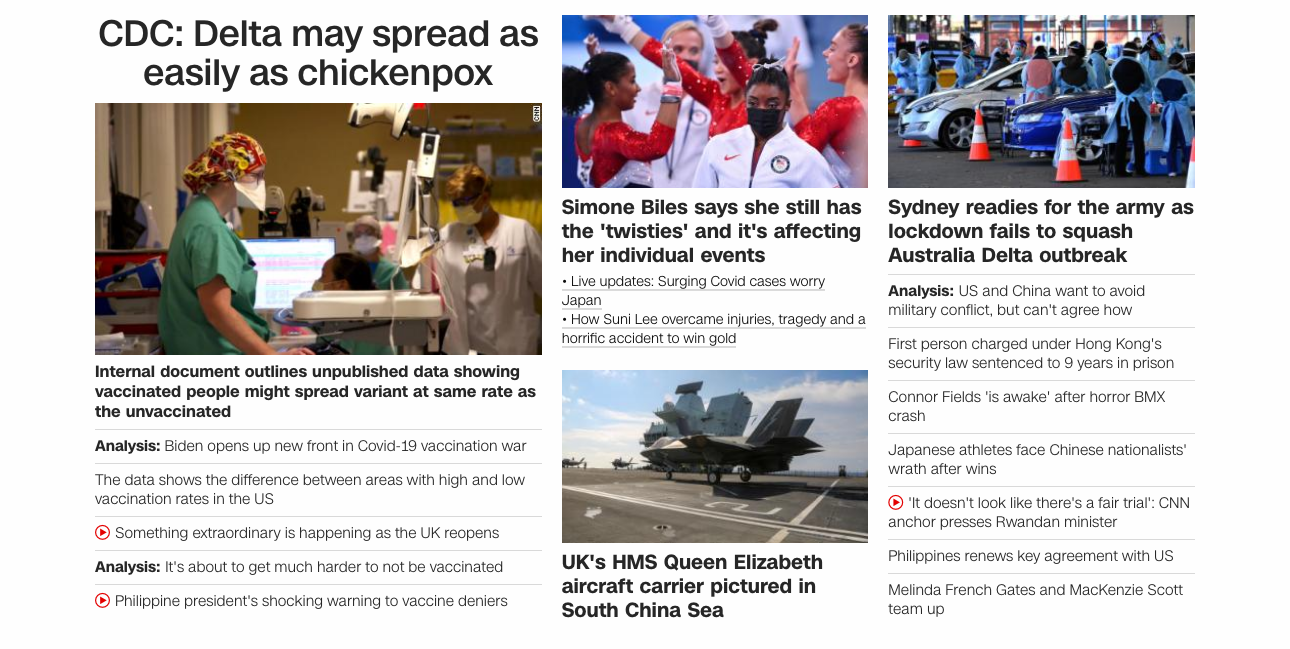 CDC: Delta may spread as
easily as chickenpox
CNN
Internal document outlines unpublished data showing
vaccinated people might spread variant at same rate as
the unvaccinated
Analysis: Biden opens up new front in Covid-19 vaccination war
The data shows the difference between areas with high and low
vaccination rates in the US
Something extraordinary is happening as the UK reopens
Analysis: It's about to get much harder to not be vaccinated
Philippine president's shocking warning to vaccine deniers
Simone Biles says she still has
the 'twisties' and it's affecting
her individual events
• Live updates: Surging Covid cases worry
Japan
• How Suni Lee overcame injuries, tragedy and a
horrific accident to win gold
UK's HMS Queen Elizabeth
aircraft carrier pictured in
South China Sea
Sydney readies for the army as
lockdown fails to squash
Australia Delta outbreak
Analysis: US and China want to avoid
military conflict, but can't agree how
First person charged under Hong Kong's
security law sentenced to 9 years in prison
Connor Fields 'is awake' after horror BMX
crash
Japanese athletes face Chinese nationalists'
wrath after wins
'It doesn't look like there's a fair trial': CNN
anchor presses Rwandan minister
Philippines renews key agreement with US
Melinda French Gates and MacKenzie Scott
team up